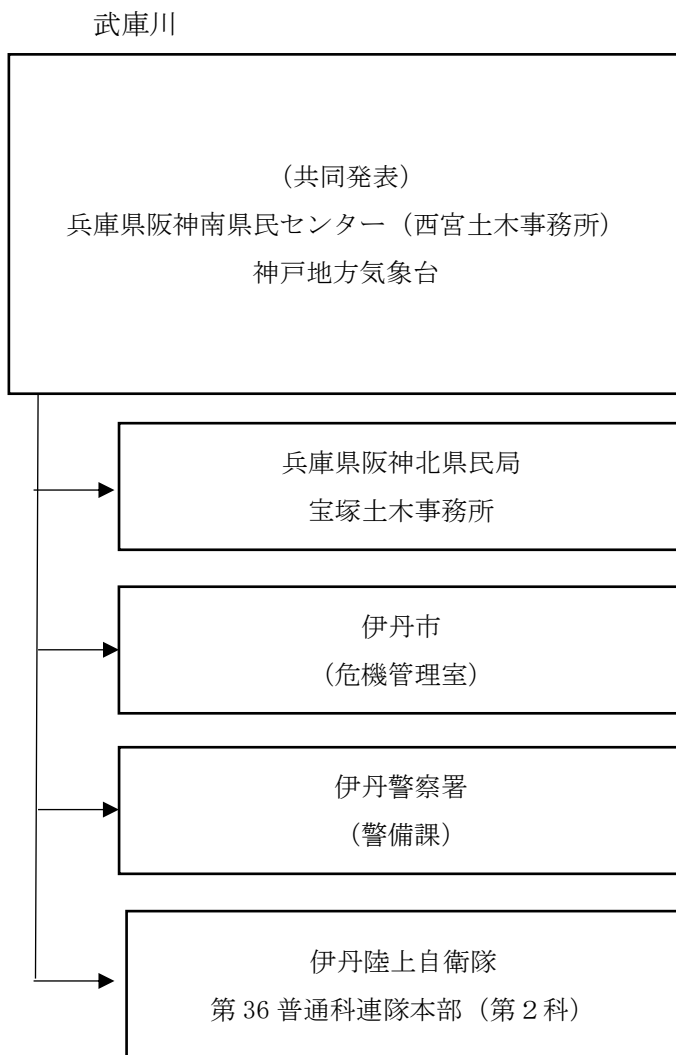 武庫川
（共同発表）
兵庫県阪神南県民センター（西宮土木事務所）
神戸地方気象台
兵庫県阪神北県民局
宝塚土木事務所
伊丹市
（危機管理室）
伊丹警察署
（警備課）
伊丹陸上自衛隊
第 36 普通科連隊本部（第２科）